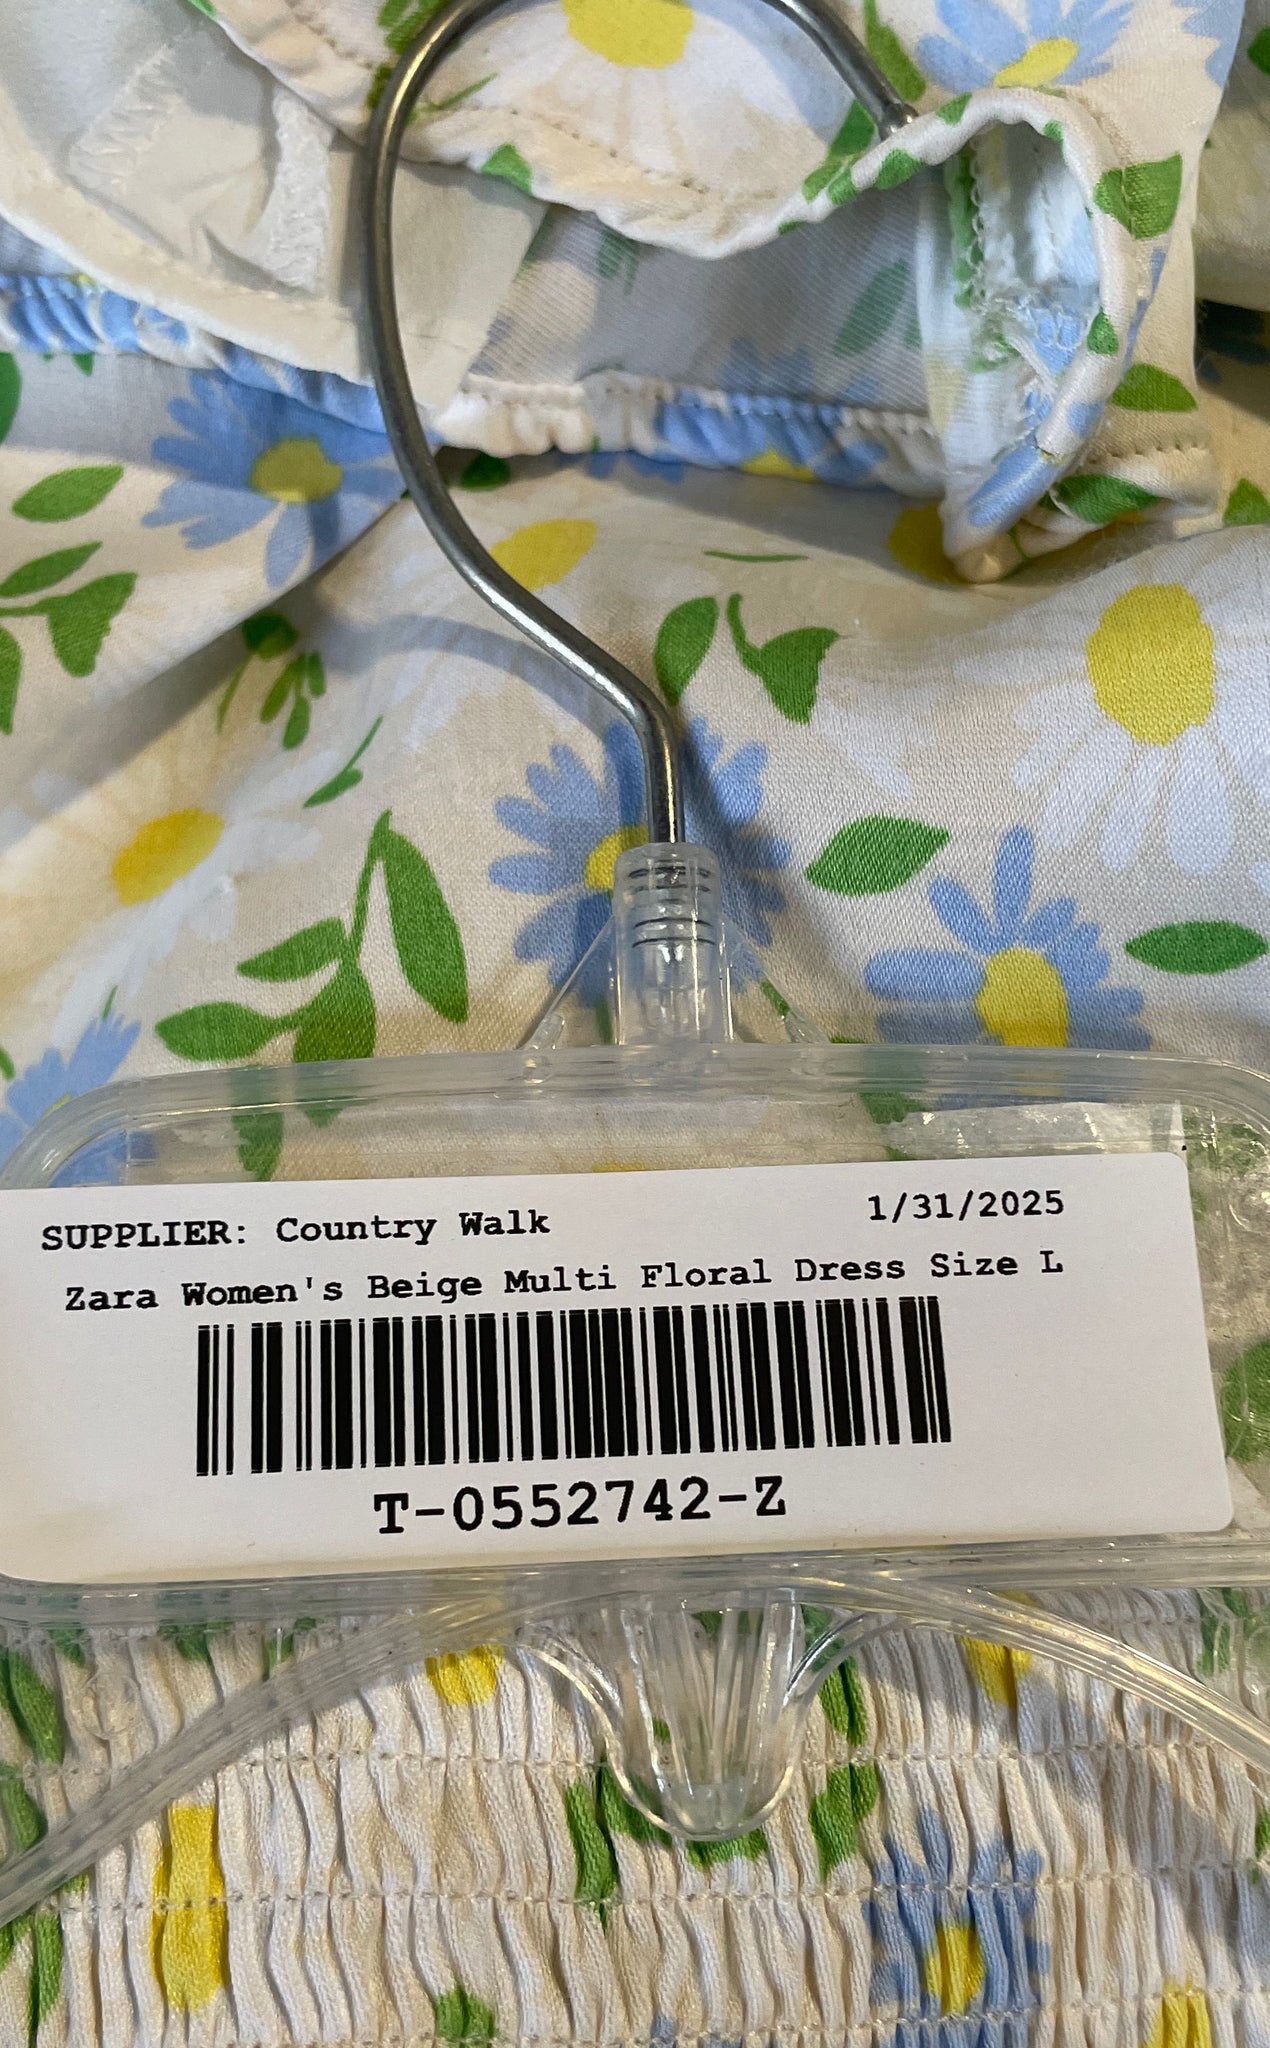 SUPPLIER: Country Walk 1/31/2025
Zara Women's Beige Multi Floral Dress Size L
T-0552742-Z